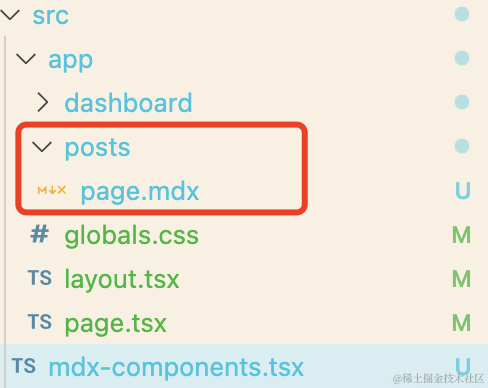 src
app
dashboard
posts
M↓X page.mdx U
# globals.css M
TS layout.tsx M
TS page.tsx M
TS mdx-components.tsx U
@稀土掘金技术社区